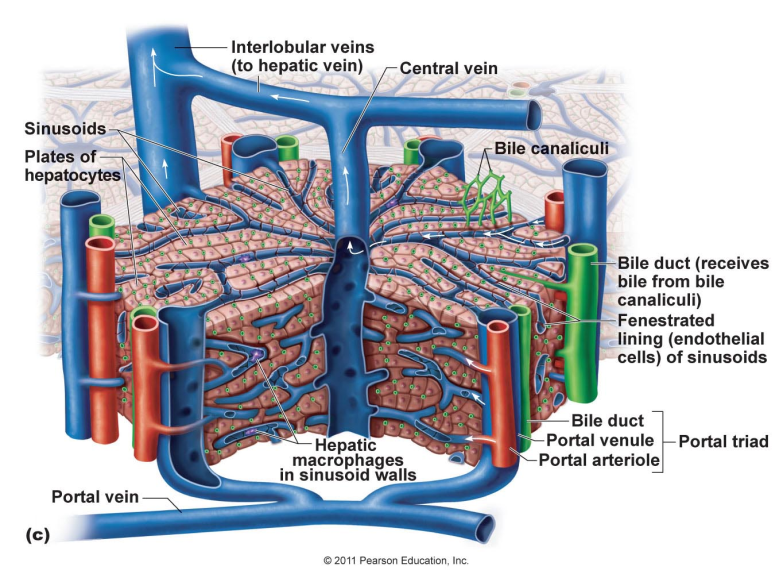 Interlobular veins
(to hepatic vein)
Central vein
Sinusoids
Plates of
hepatocytes
Bile canaliculi
Bile duct (receives
bile from bile
canaliculi)
Fenestrated
lining (endothelial
cells) of sinusoids
Bile duct
Portal venule
Portal arteriole
Portal triad
Hepatic
macrophages
in sinusoid walls
Portal vein
(c)
© 2011 Pearson Education, Inc.